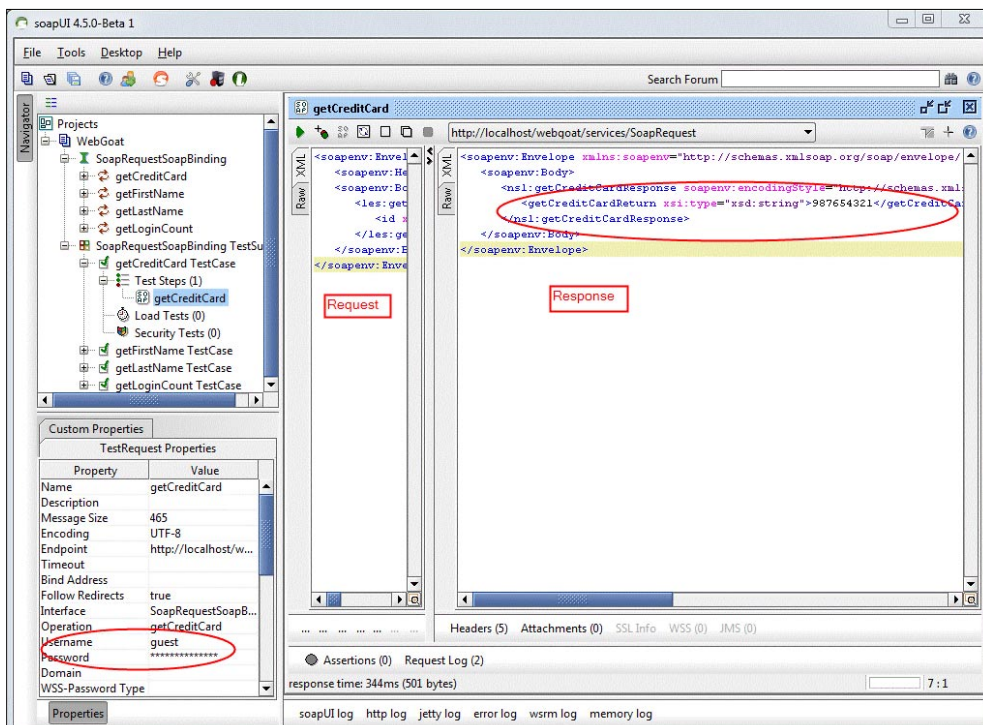 soapUI 4.5.0-Beta 1
File Tools Desktop Help
Search Forum
Navigator
Projects
WebGoat
SoapRequestSoapBinding
getCreditCard
getFirstName
getLastName
getLoginCount
SoapRequestSoapBinding TestSu
getCreditCard TestCase
Test Steps (1)
getCreditCard
Load Tests (0)
Security Tests (0)
getFirstName TestCase
getLastName TestCase
getLoginCount TestCase
Custom Properties
TestRequest Properties
Property Value
Name getCreditCard
Description
Message Size 465
Encoding UTF-8
Endpoint http://localhost/w...
Timeout
Bind Address
Follow Redirects true
Interface SoapRequestSoapB...
Operation getCreditCard
Username guest
Password **************
Domain
WSS-Password Type
Properties
getCreditCard
http://localhost/webgoat/services/SoapRequest
XML
Raw
<soapenv:Envel
<soapenv:He
<soapenv:Bo
<les:get
<id x
</les:ge
</soapenv:B
</soapenv:Enve
Request
XML
Raw
<soapenv:Envelope xmlns:soapenv="http://schemas.xmlsoap.org/soap/envelope/
<soapenv:Body>
<ns1:getCreditCardResponse soapenv:encodingStyle="http://schemas.xml
<getCreditCardReturn xsi:type="xsd:string">987654321</getCreditCa
</ns1:getCreditCardResponse>
</soapenv:Body>
</soapenv:Envelope>
Response
... ... ... ... ... ... ...
Headers (5) Attachments (0) SSL Info WSS (0) JMS (0)
Assertions (0) Request Log (2)
response time: 344ms (501 bytes)
7 : 1
soapUI log http log jetty log error log wsrm log memory log